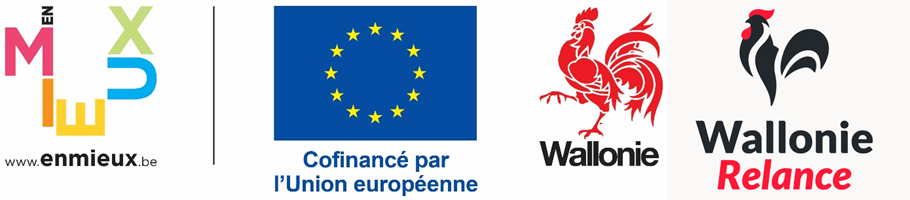 EN
MIEUX
www.enmieux.be
Cofinancé par
l'Union européenne
Wallonie
Wallonie
Relance